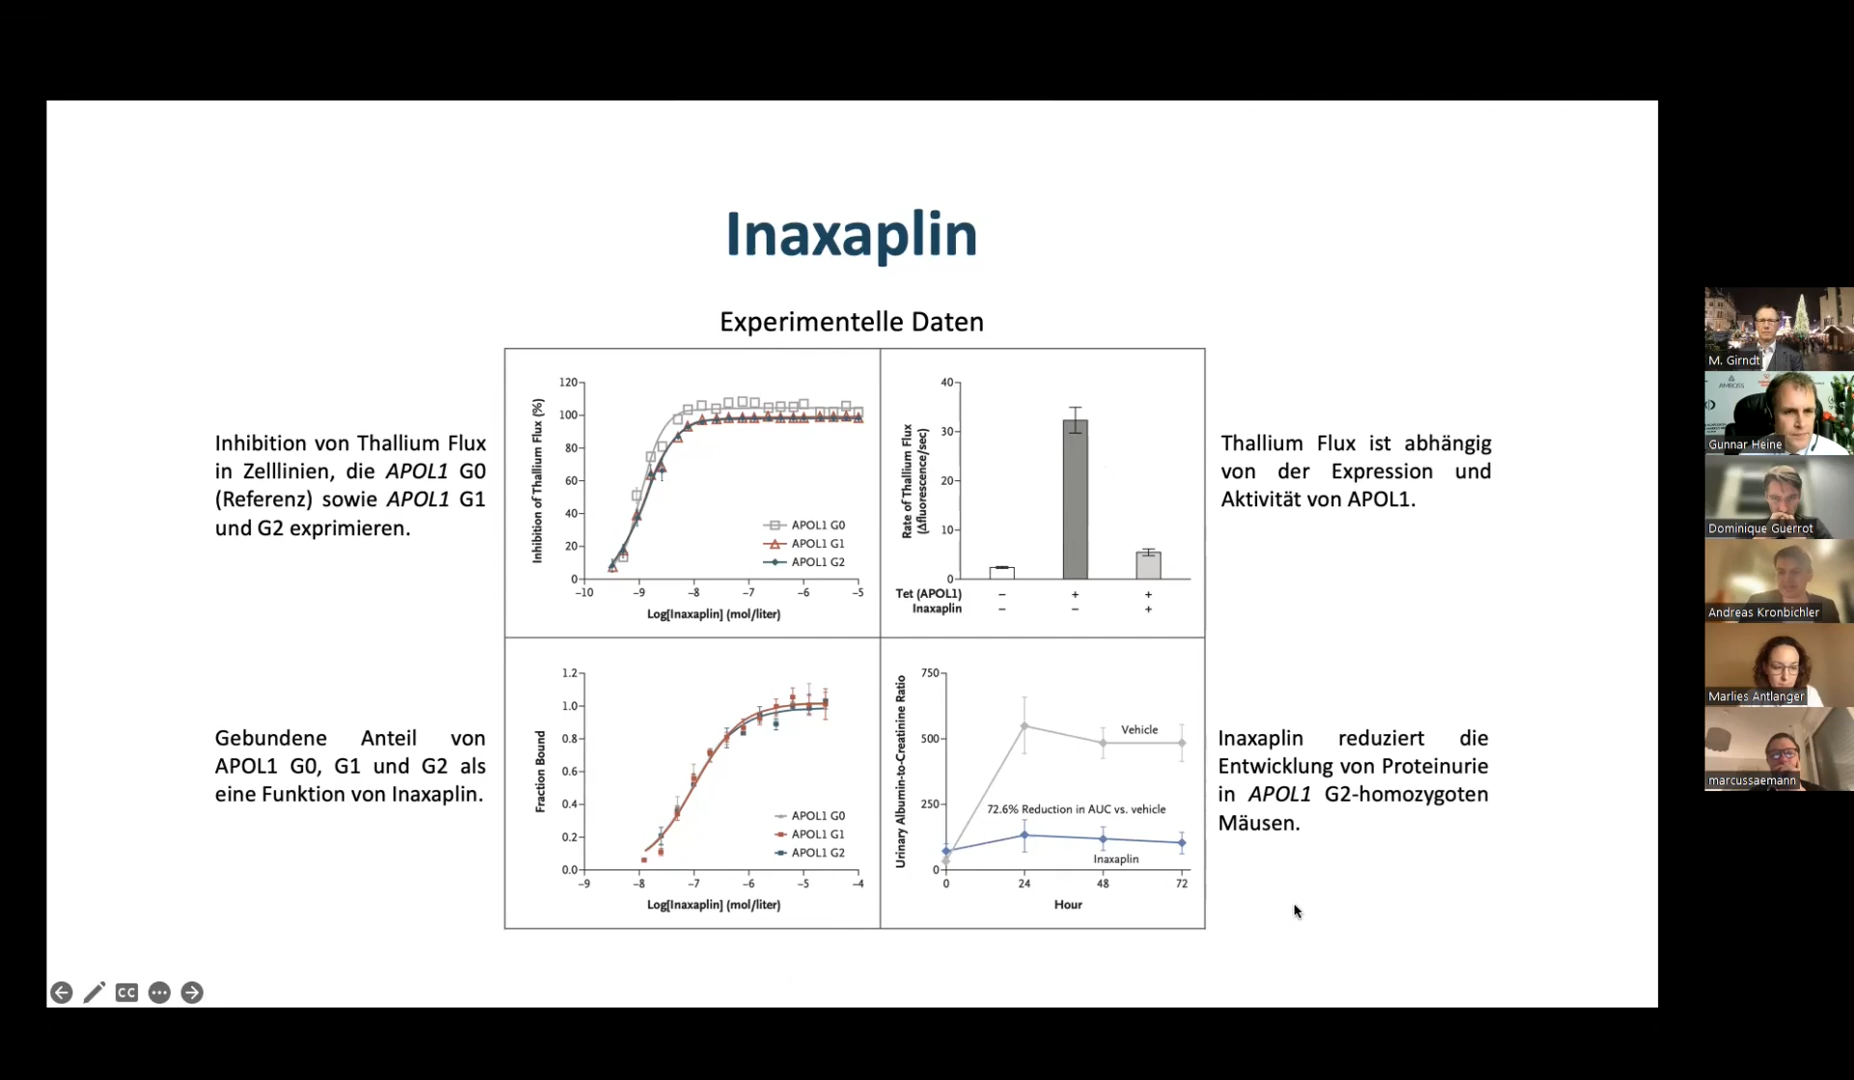 Inaxaplin
Experimentelle Daten
Inhibition von Thallium Flux
in Zelllinien, die APOL1 G0
(Referenz) sowie APOL1 G1
und G2 exprimieren.
Inhibition of Thallium Flux (%)
120
100
80
60
40
20
0
APOL1 G0
APOL1 G1
APOL1 G2
−10 −9 −8 −7 −6 −5
Log[Inaxaplin] (mol/liter)
Rate of Thallium Flux
(Δfluorescence/sec)
40
30
20
10
0
Tet (APOL1) − + +
Inaxaplin − − +
Thallium Flux ist abhängig
von der Expression und
Aktivität von APOL1.
Gebundene Anteil von
APOL1 G0, G1 und G2 als
eine Funktion von Inaxaplin.
Fraction Bound
1.2
1.0
0.8
0.6
0.4
0.2
0.0
APOL1 G0
APOL1 G1
APOL1 G2
−9 −8 −7 −6 −5 −4
Log[Inaxaplin] (mol/liter)
Urinary Albumin-to-Creatinine Ratio
750
500
250
0
Vehicle
72.6% Reduction in AUC vs. vehicle
Inaxaplin
0 24 48 72
Hour
Inaxaplin reduziert die
Entwicklung von Proteinurie
in APOL1 G2-homozygoten
Mäusen.
CC
M. Girndt
AMBOSS
Gunnar Heine
Dominique Guerrot
Andreas Kronbichler
Marlies Antlanger
marcussaemann